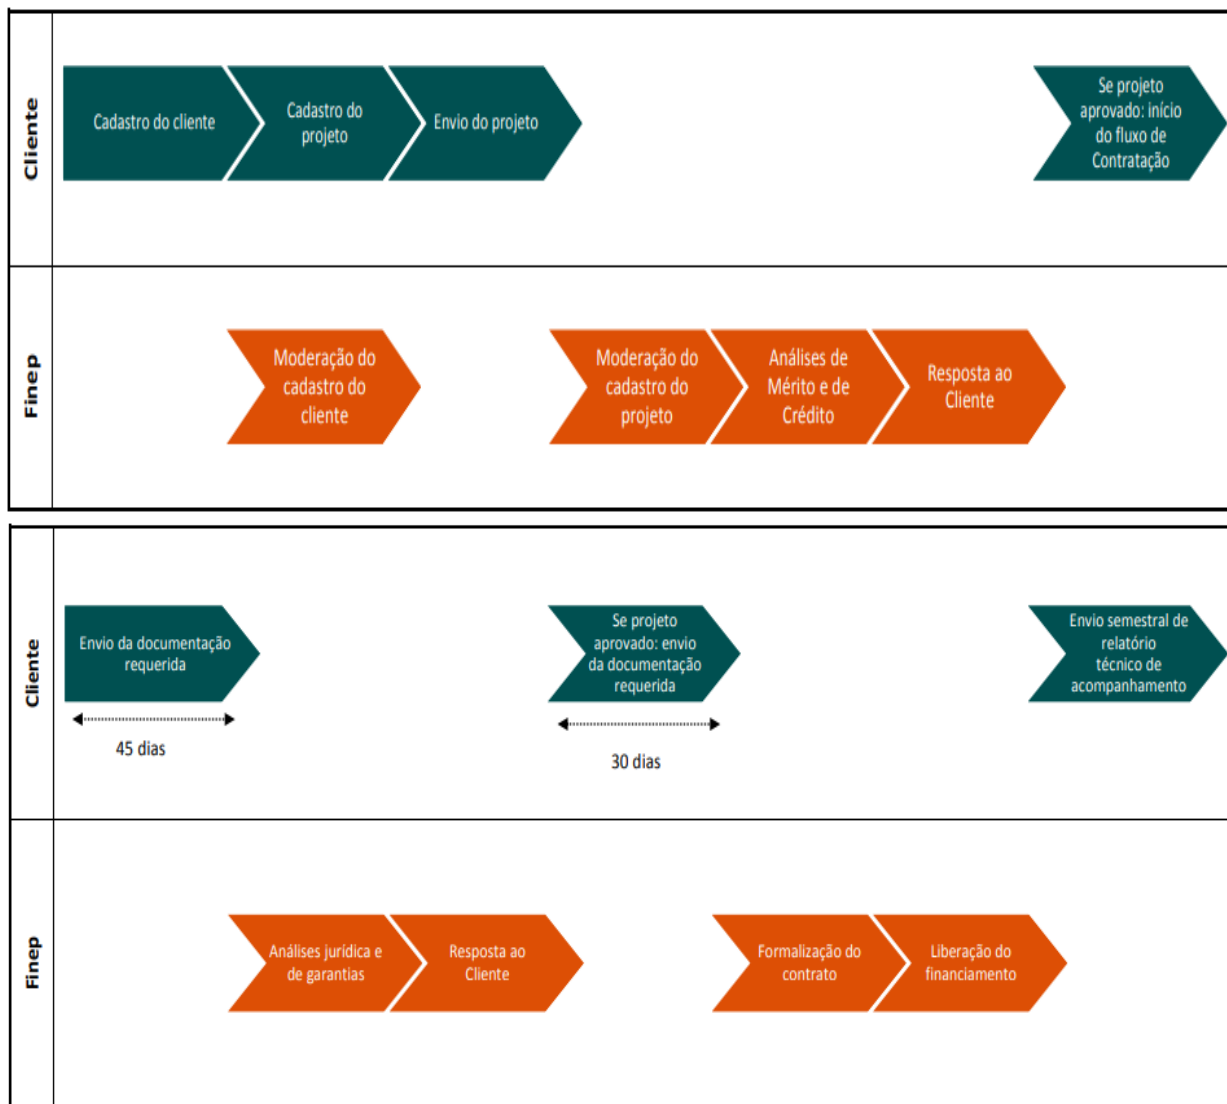 Cliente
Cadastro do cliente
Cadastro do
projeto
Envio do projeto
Se projeto
aprovado: início
do fluxo de
Contratação
Finep
Moderação do
cadastro do
cliente
Moderação do
cadastro do
projeto
Análises de
Mérito e de
Crédito
Resposta ao
Cliente
Cliente
Envio da documentação
requerida
45 dias
Se projeto
aprovado: envio
da documentação
requerida
30 dias
Envio semestral de
relatório
técnico de
acompanhamento
Finep
Análises jurídica e
de garantias
Resposta ao
Cliente
Formalização do
contrato
Liberação do
financiamento